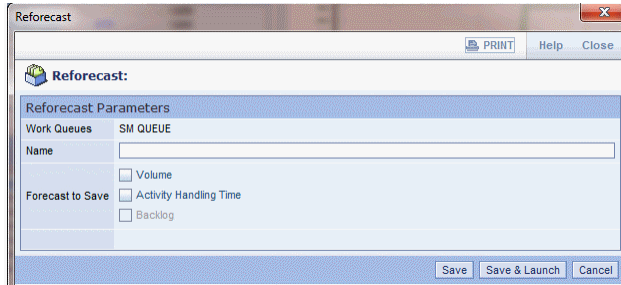 Reforecast
PRINT Help Close
Reforecast:
Reforecast Parameters
Work Queues SM QUEUE
Name
Volume
Forecast to Save Activity Handling Time
Backlog
Save Save & Launch Cancel